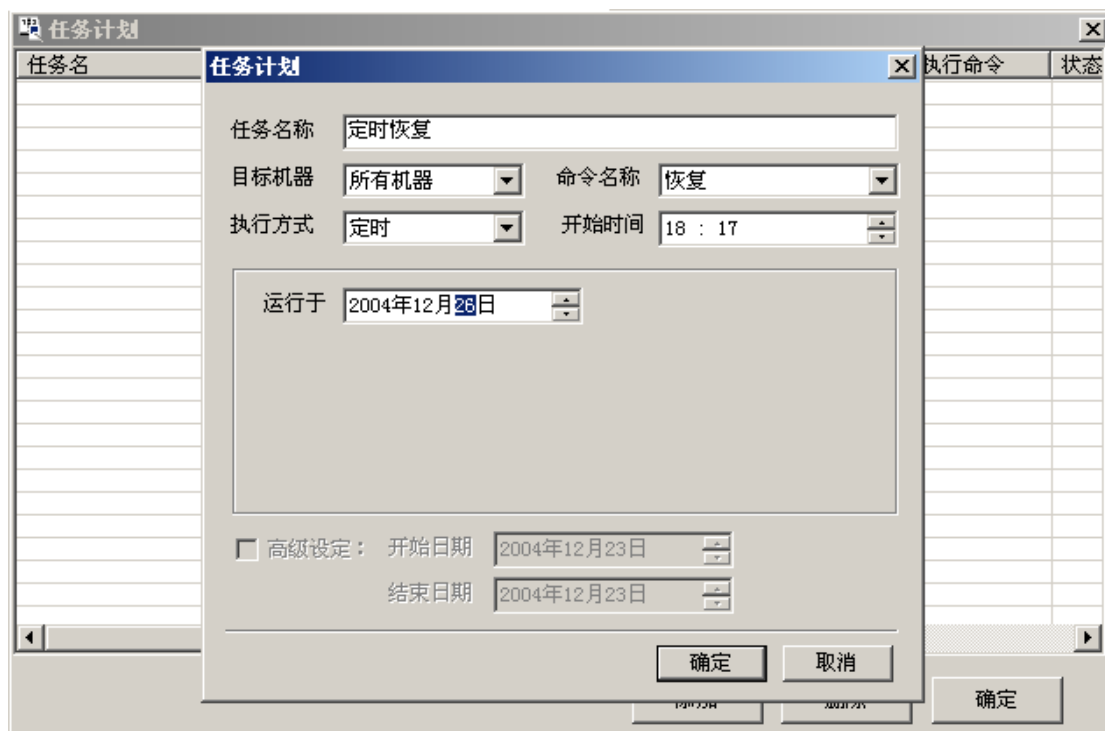 任务计划
任务名 执行命令 状态
任务计划
任务名称 定时恢复
目标机器 所有机器 命令名称 恢复
执行方式 定时 开始时间 18 : 17
运行于 2004年12月26日
高级设定： 开始日期 2004年12月23日
结束日期 2004年12月23日
确定 取消
确定